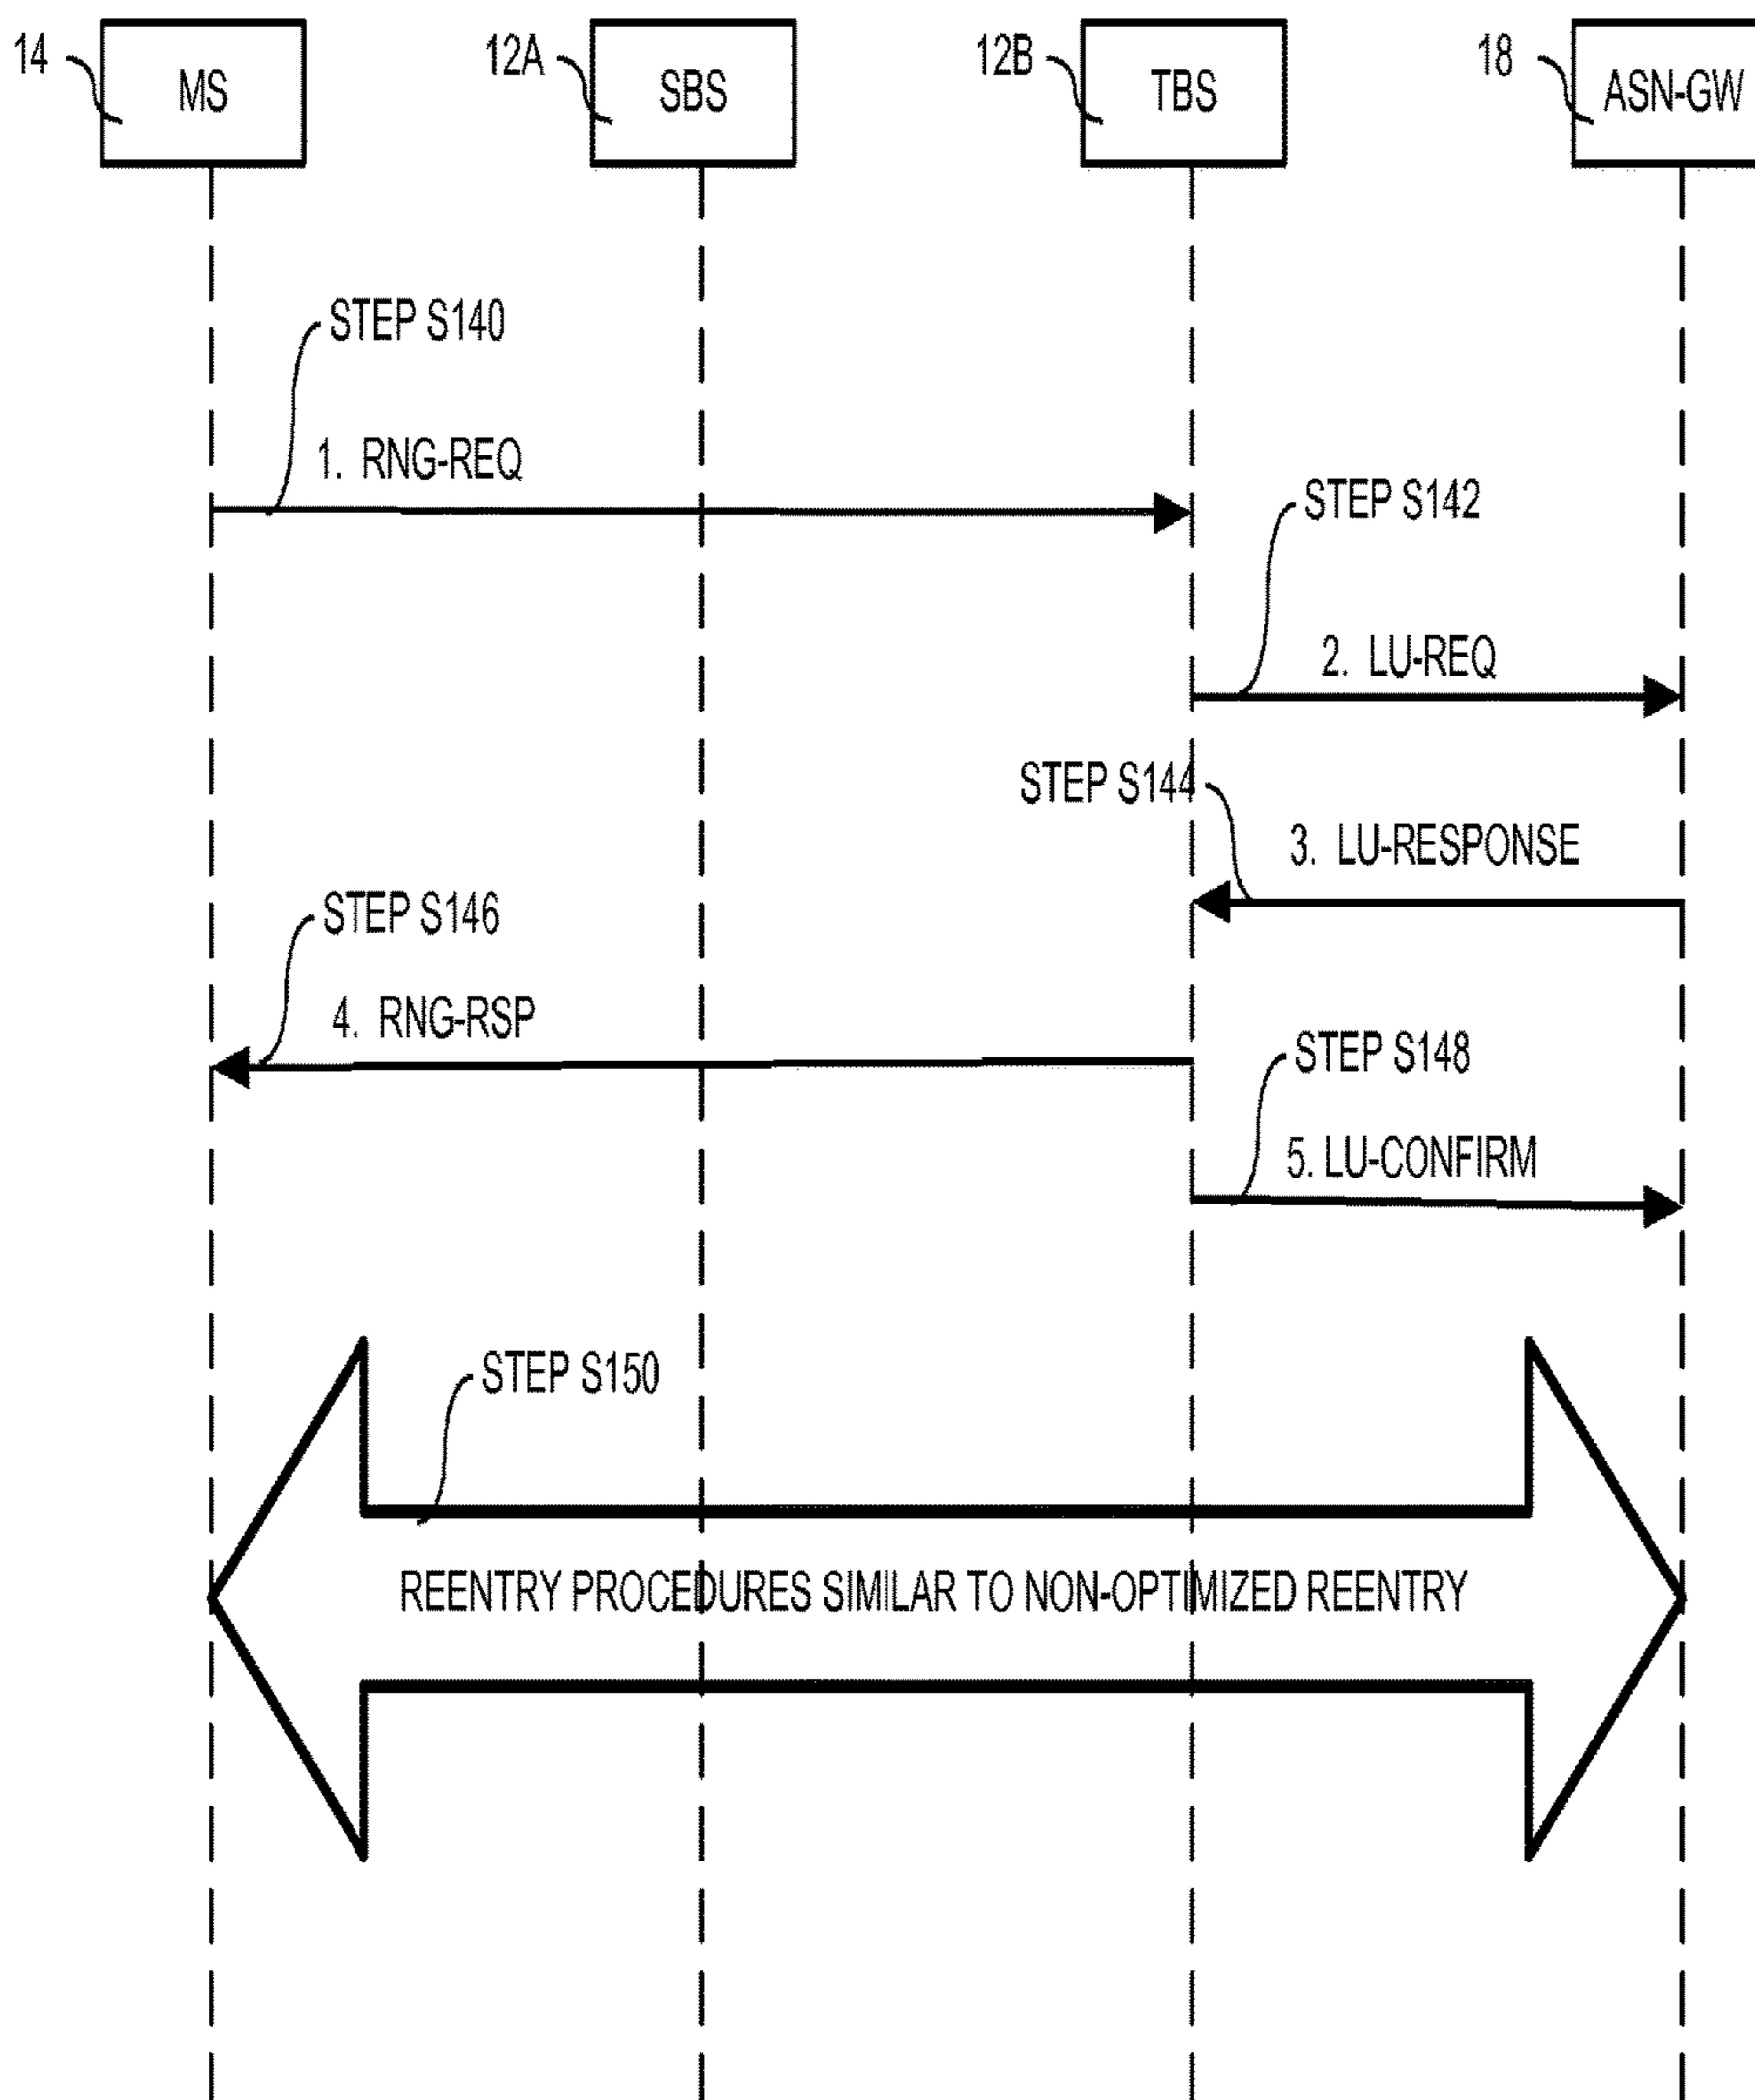 14
MS
12A
SBS
12B
TBS
18
ASN-GW
STEP S140
1. RNG-REQ
STEP S142
2. LU-REQ
STEP S144
3. LU-RESPONSE
STEP S146
4. RNG-RSP
STEP S148
5. LU-CONFIRM
STEP S150
REENTRY PROCEDURES SIMILAR TO NON-OPTIMIZED REENTRY